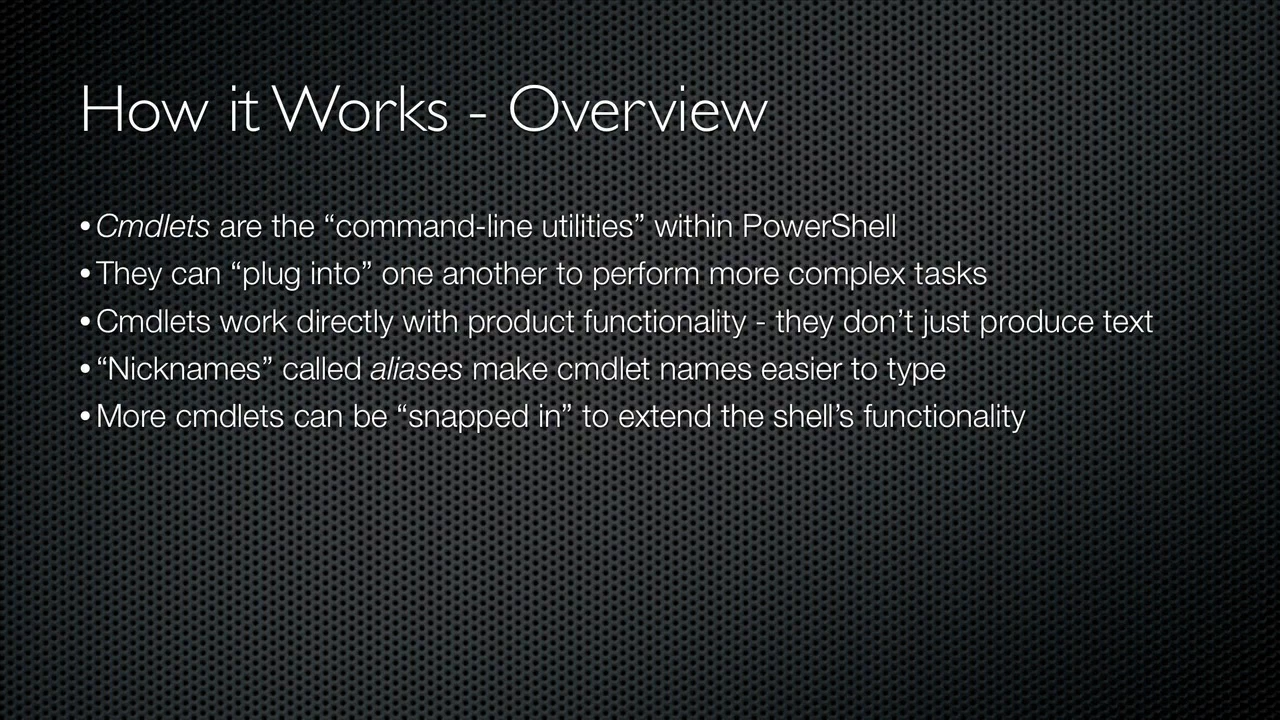 How it Works - Overview
• Cmdlets are the “command-line utilities” within PowerShell
• They can “plug into” one another to perform more complex tasks
• Cmdlets work directly with product functionality - they don’t just produce text
• “Nicknames” called aliases make cmdlet names easier to type
• More cmdlets can be “snapped in” to extend the shell’s functionality